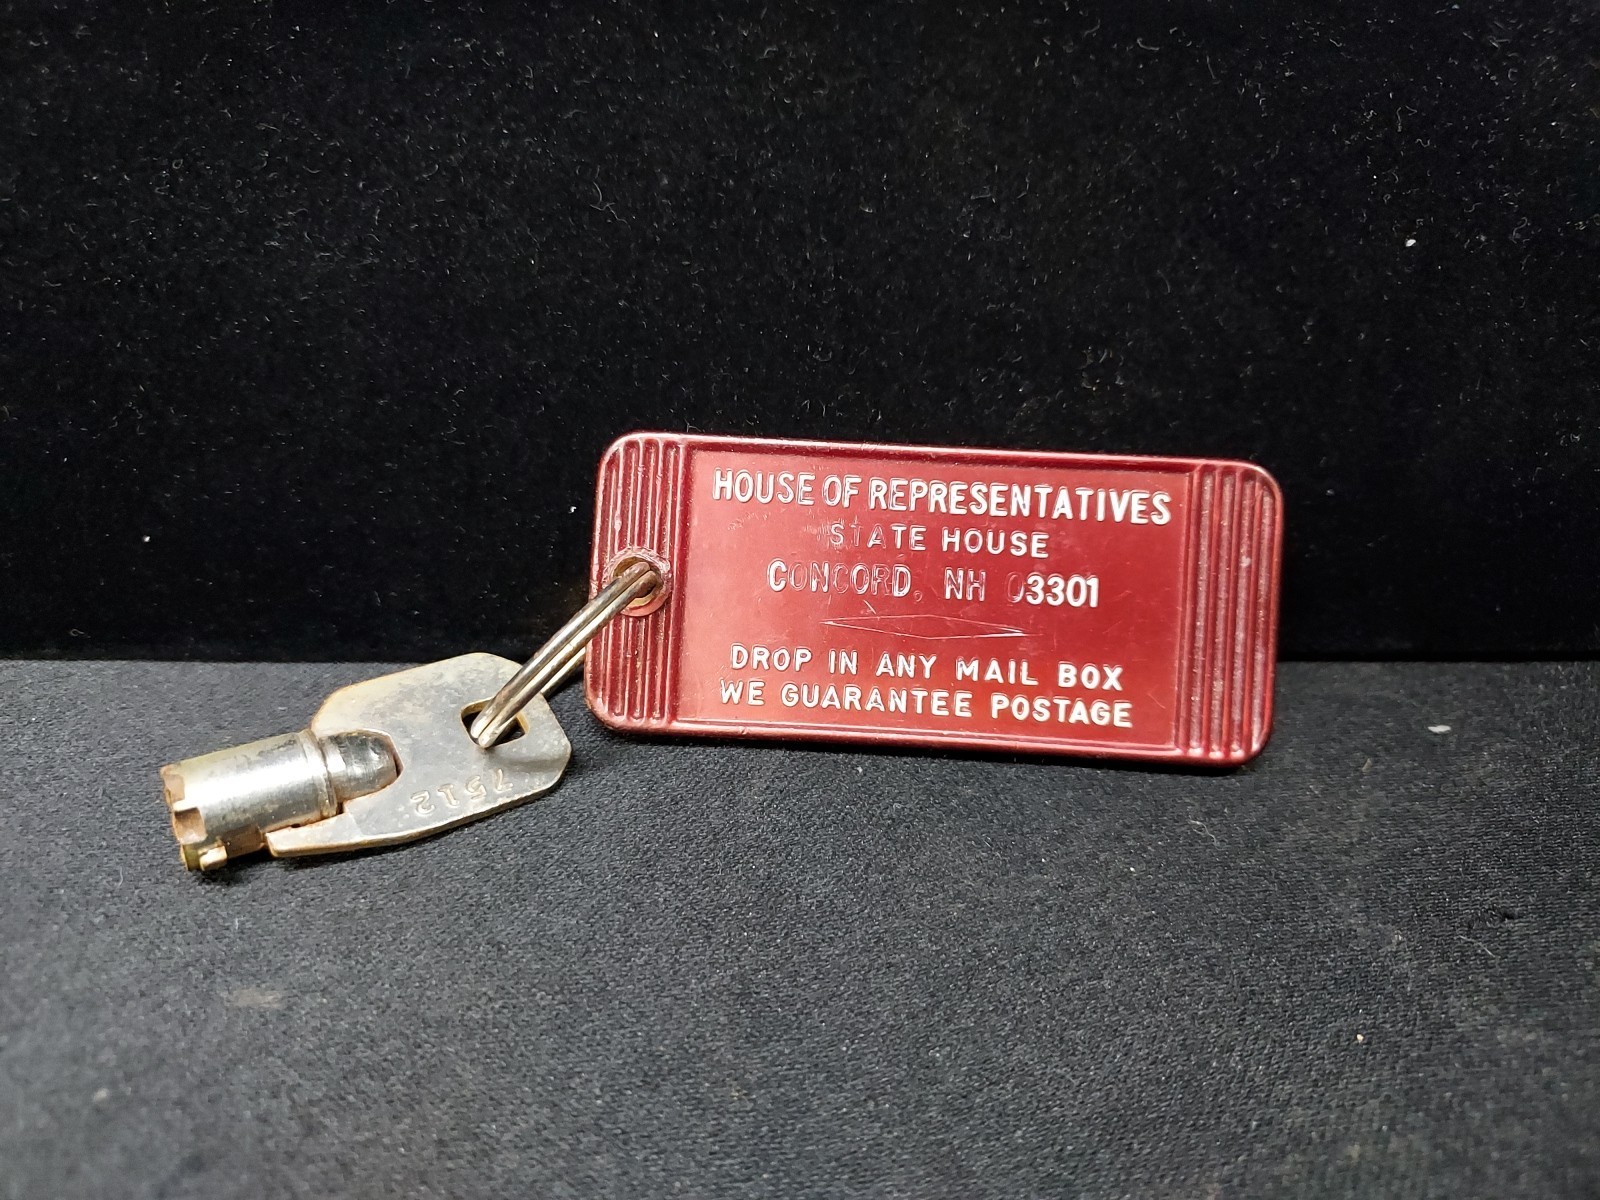 HOUSE OF REPRESENTATIVES
STATE HOUSE
CONCORD, NH 03301
DROP IN ANY MAIL BOX
WE GUARANTEE POSTAGE
7512